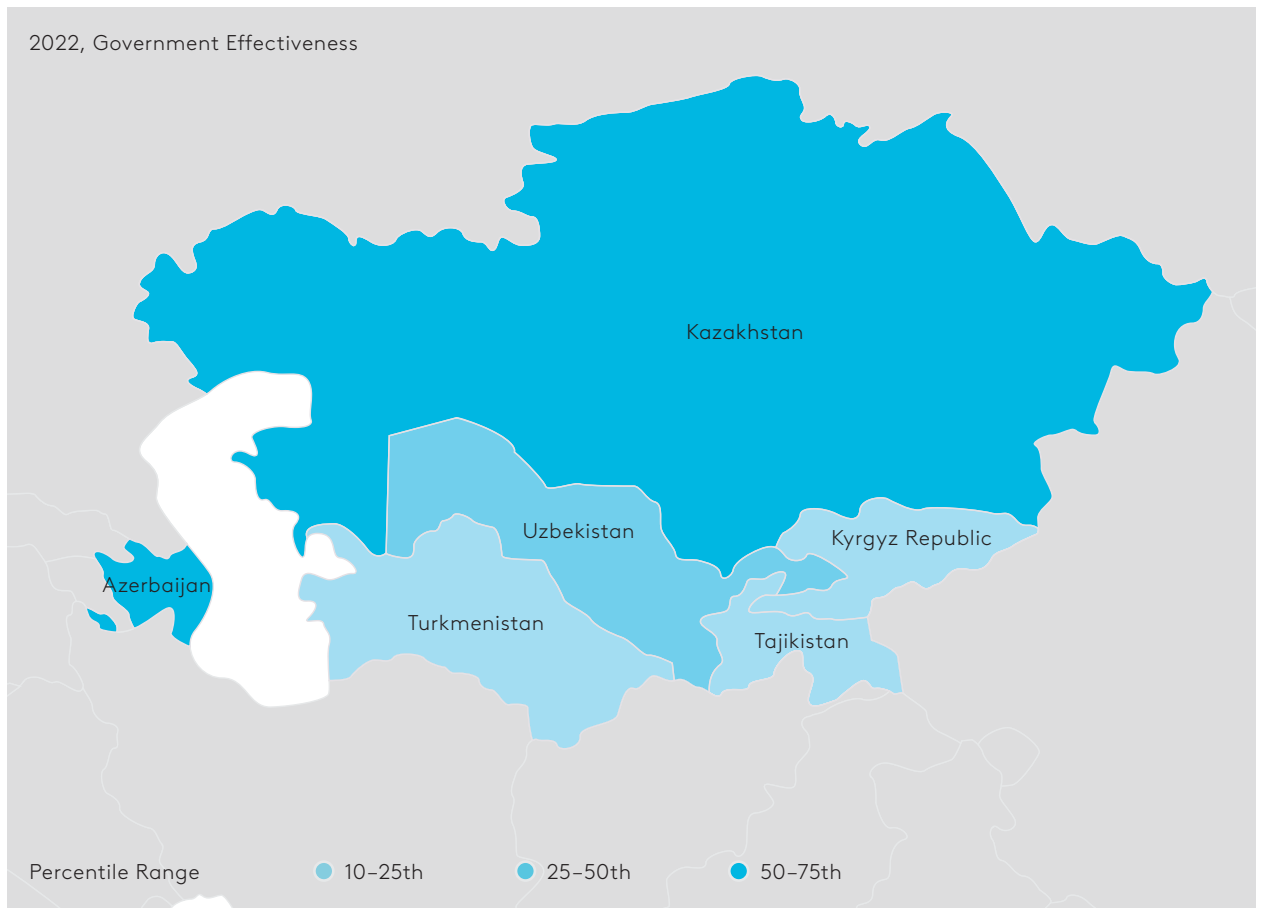 2022, Government Effectiveness
Kazakhstan
Uzbekistan
Kyrgyz Republic
Azerbaijan
Turkmenistan
Tajikistan
Percentile Range
10–25th
25–50th
50–75th